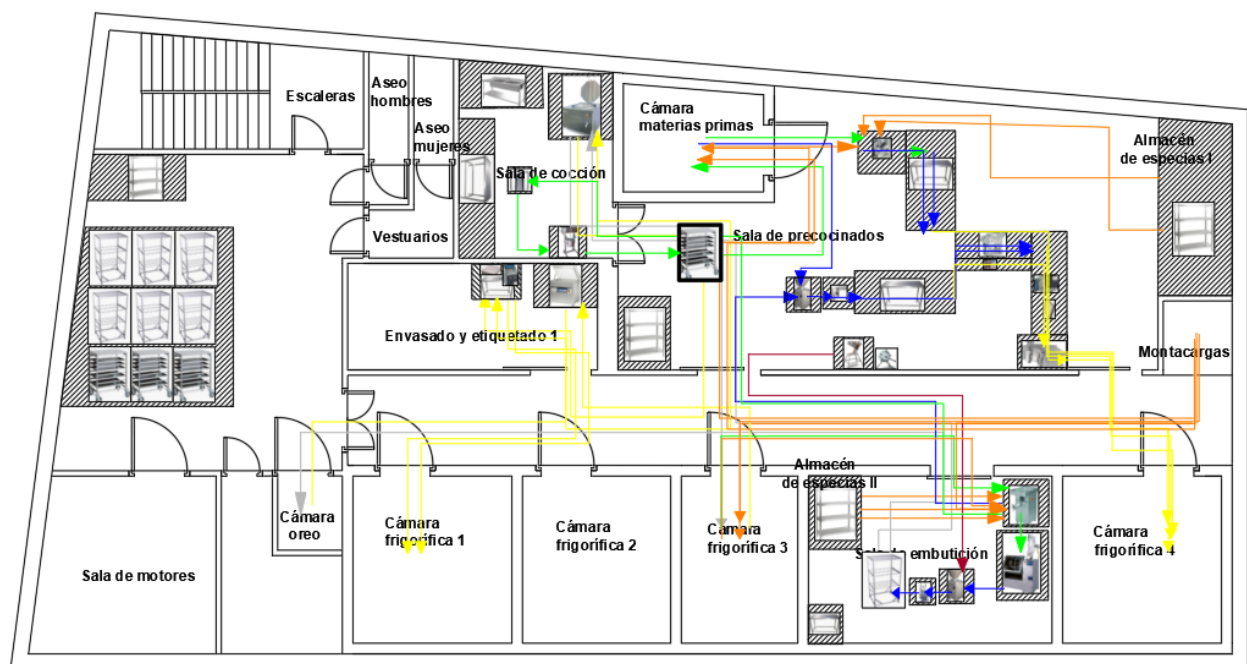 Escaleras
Aseo
hombres
Aseo
mujeres
Sala de cocción
Cámara
materias primas
Almacén
de especias I
Vestuarios
Sala de precocinados
Envasado y etiquetado 1
Montacargas
Almacén
de especias II
Cámara
oreo
Cámara
frigorífica 1
Cámara
frigorífica 2
Cámara
frigorífica 3
Sala de embutición
Cámara
frigorífica 4
Sala de motores